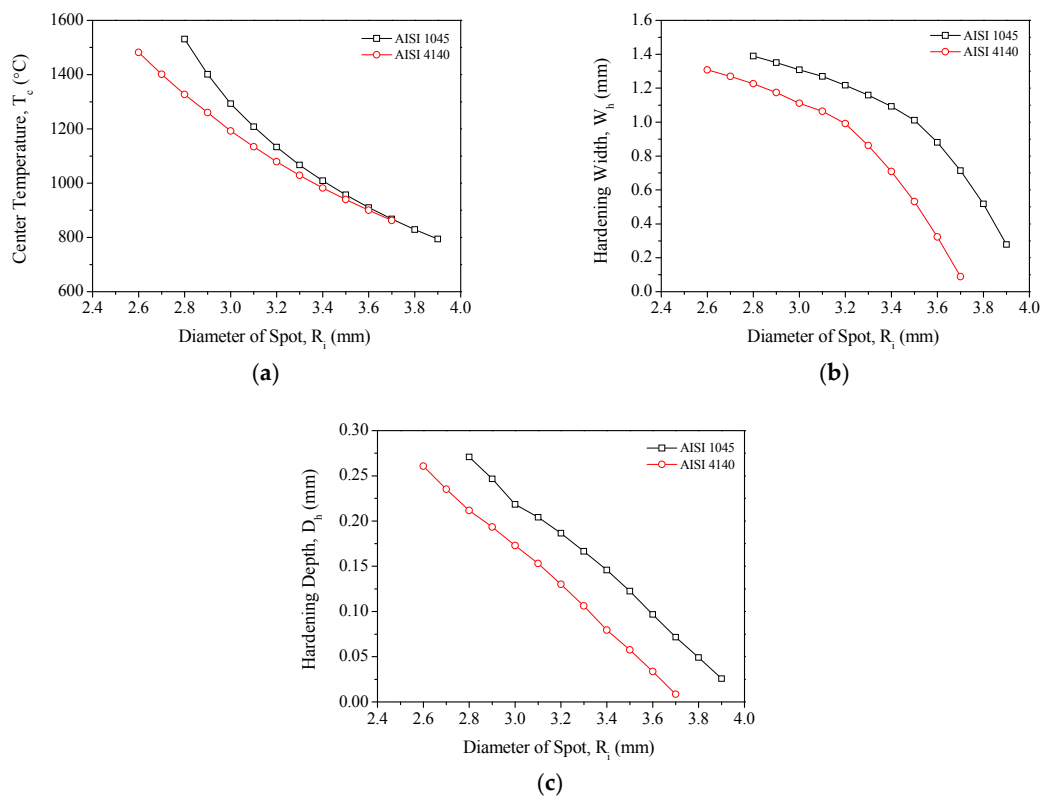 1600
1400
1200
1000
800
600
2.4 2.6 2.8 3.0 3.2 3.4 3.6 3.8 4.0
Center Temperature, T_c (°C)
Diameter of Spot, R_i (mm)
AISI 1045
AISI 4140
(a)
1.6
1.4
1.2
1.0
0.8
0.6
0.4
0.2
0.0
2.4 2.6 2.8 3.0 3.2 3.4 3.6 3.8 4.0
Hardening Width, W_h (mm)
Diameter of Spot, R_i (mm)
AISI 1045
AISI 4140
(b)
0.30
0.25
0.20
0.15
0.10
0.05
0.00
2.4 2.6 2.8 3.0 3.2 3.4 3.6 3.8 4.0
Hardening Depth, D_h (mm)
Diameter of Spot, R_i (mm)
AISI 1045
AISI 4140
(c)